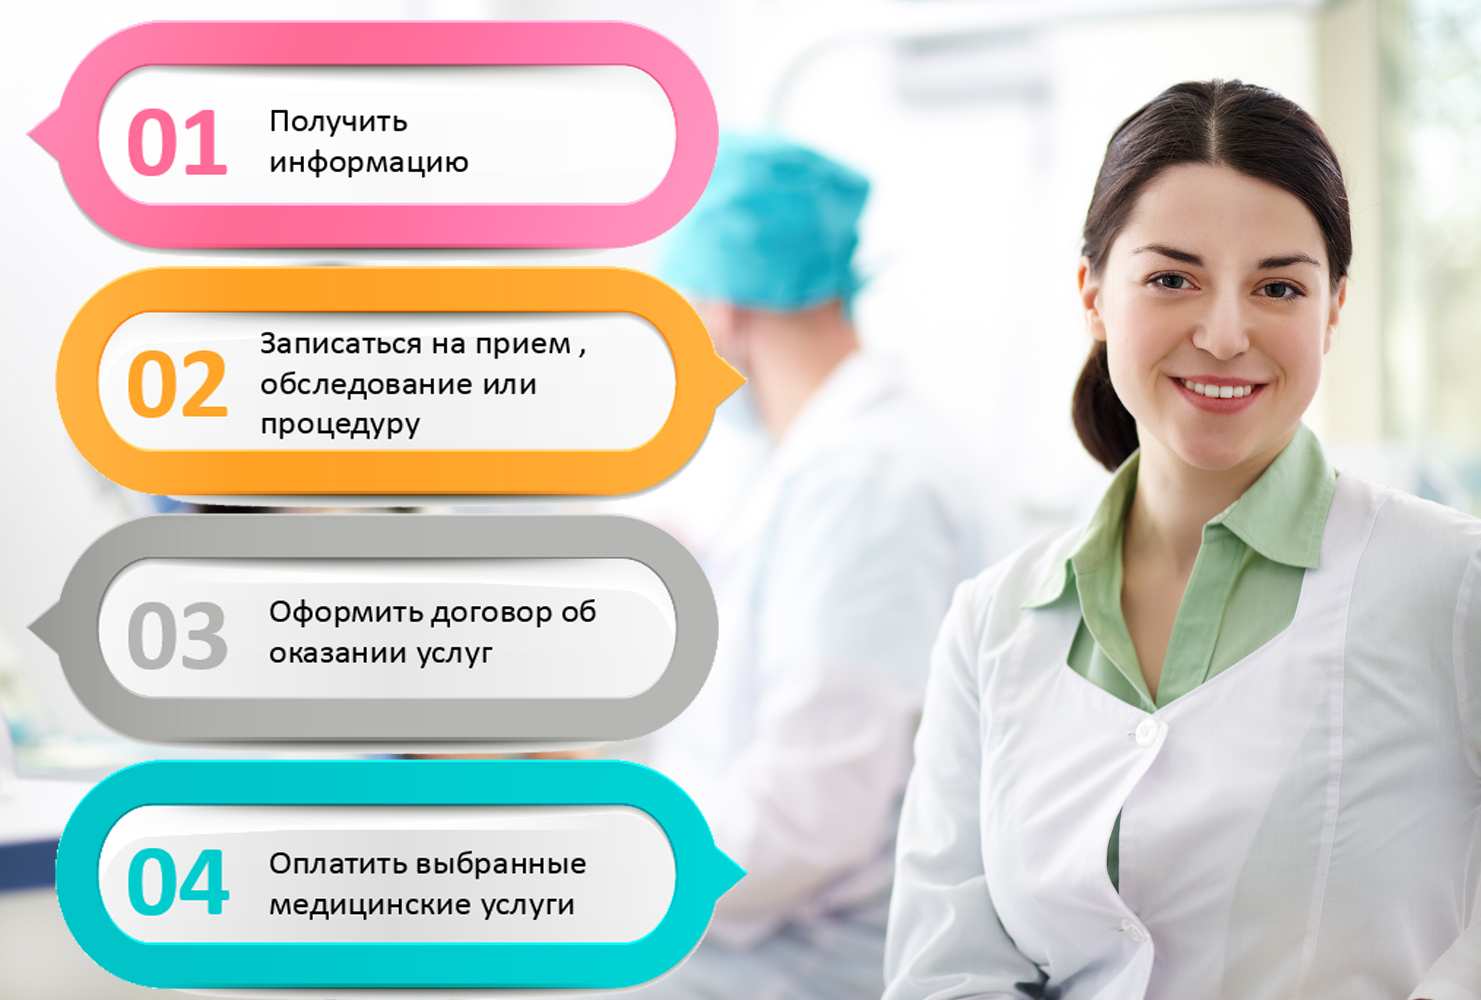 01
Получить
информацию
02
Записаться на прием ,
обследование или
процедуру
03
Оформить договор об
оказании услуг
04
Оплатить выбранные
медицинские услуги